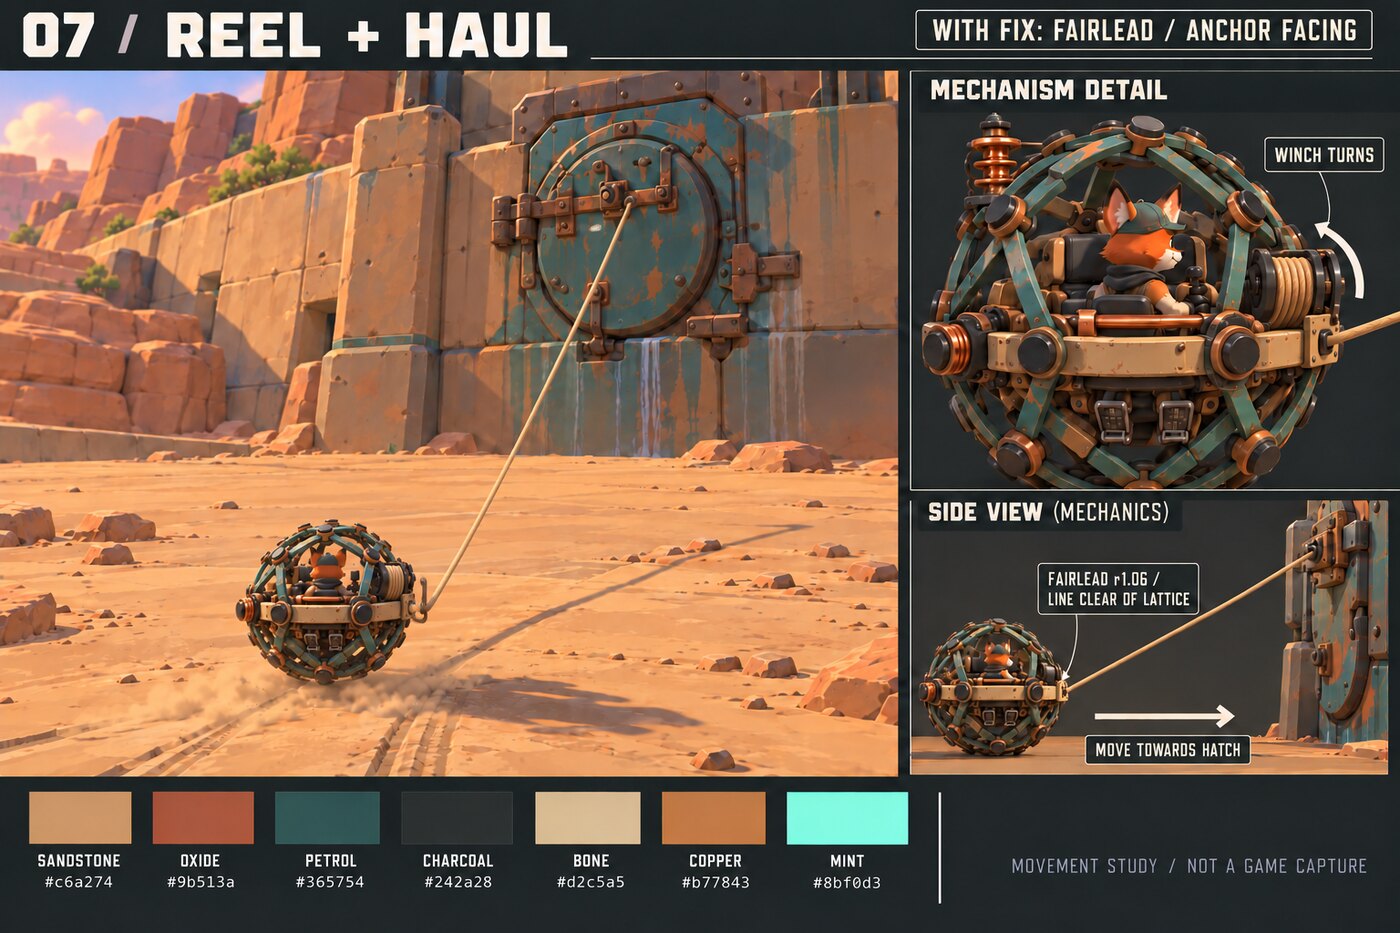 07 / REEL + HAUL
WITH FIX: FAIRLEAD / ANCHOR FACING
MECHANISM DETAIL
WINCH TURNS
SIDE VIEW (MECHANICS)
FAIRLEAD r1.06 /
LINE CLEAR OF LATTICE
MOVE TOWARDS HATCH
SANDSTONE
#c6a274
OXIDE
#9b513a
PETROL
#365754
CHARCOAL
#242a28
BONE
#d2c5a5
COPPER
#b77843
MINT
#8bf0d3
MOVEMENT STUDY / NOT A GAME CAPTURE